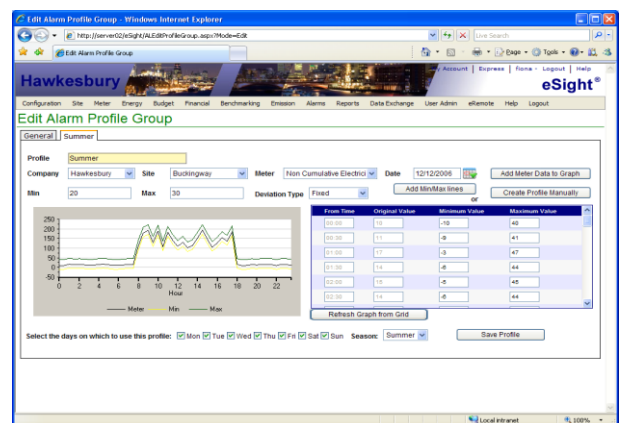 Edit Alarm Profile Group - Windows Internet Explorer
http://server02/eSight/ALEditProfileGroup.aspx?Mode=Edit
Live Search
Edit Alarm Profile Group
Page Tools
Hawkesbury
Account Express fiona - Logout Help
eSight®
Configuration Site Meter Energy Budget Financial Benchmarking Emission Alarms Reports Data Exchange User Admin eRemote Help Logout
Edit Alarm Profile Group
General Summer
Profile Summer
Company Hawkesbury Site Buckingway Meter Non Cumulative Electric Date 12/12/2006 Add Meter Data to Graph
Min 20 Max 30 Deviation Type Fixed Add Min/Max lines or Create Profile Manually
From Time Original Value Minimum Value Maximum Value
00:00 10 -10 40
00:30 11 -9 41
01:00 17 -3 47
01:30 14 -6 44
02:00 -5 45
02:30 14 -6 44
250
200
150
100
50
0
-50
0 2 4 6 8 10 12 14 16 18 20 22
Hour
Meter Min Max
Refresh Graph from Grid
Select the days on which to use this profile: Mon Tue Wed Thu Fri Sat Sun Season: Summer Save Profile
Local intranet 100%